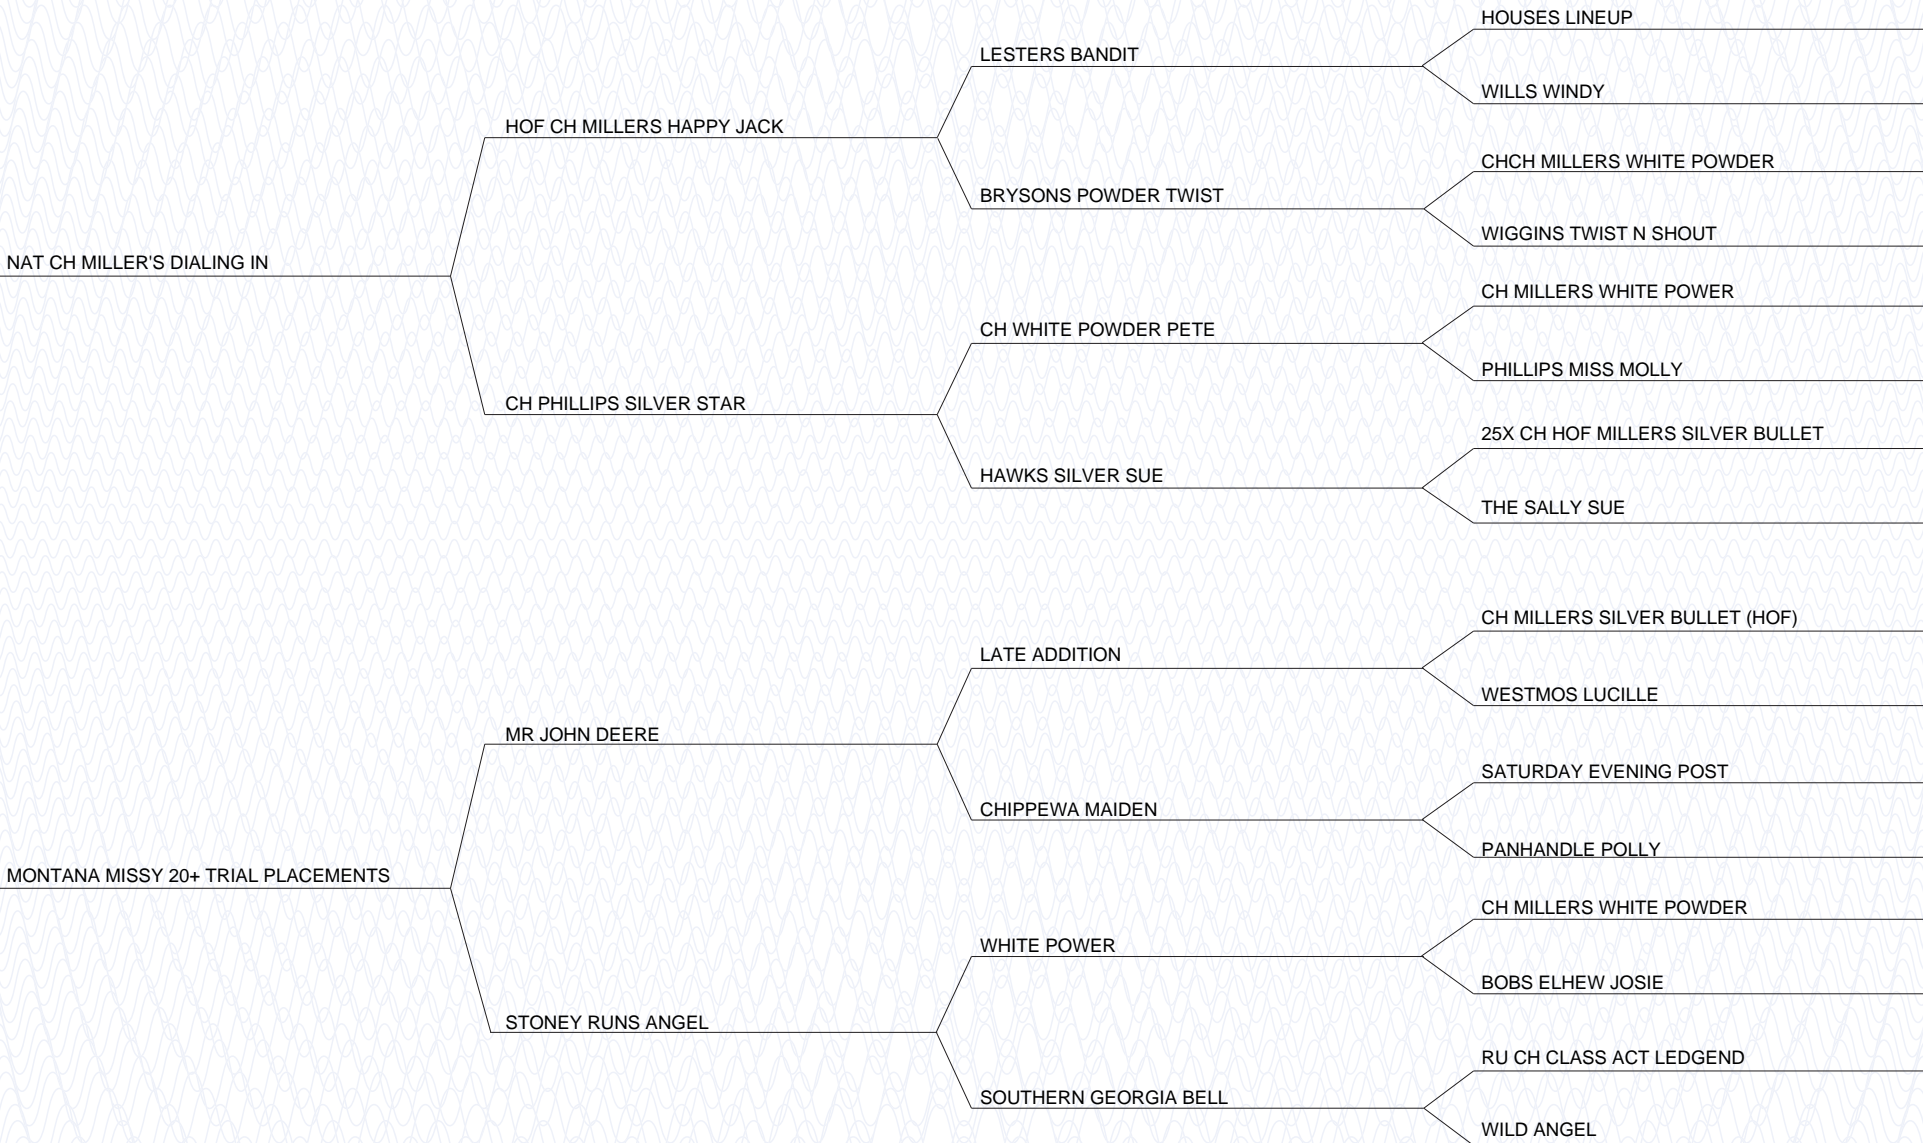 HOUSES LINEUP
LESTERS BANDIT
WILLS WINDY
HOF CH MILLERS HAPPY JACK
CHCH MILLERS WHITE POWDER
BRYSONS POWDER TWIST
WIGGINS TWIST N SHOUT
NAT CH MILLER'S DIALING IN
CH MILLERS WHITE POWER
CH WHITE POWDER PETE
PHILLIPS MISS MOLLY
CH PHILLIPS SILVER STAR
25X CH HOF MILLERS SILVER BULLET
HAWKS SILVER SUE
THE SALLY SUE
CH MILLERS SILVER BULLET (HOF)
LATE ADDITION
WESTMOS LUCILLE
MR JOHN DEERE
SATURDAY EVENING POST
CHIPPEWA MAIDEN
PANHANDLE POLLY
MONTANA MISSY 20+ TRIAL PLACEMENTS
CH MILLERS WHITE POWDER
WHITE POWER
BOBS ELHEW JOSIE
STONEY RUNS ANGEL
RU CH CLASS ACT LEDGEND
SOUTHERN GEORGIA BELL
WILD ANGEL